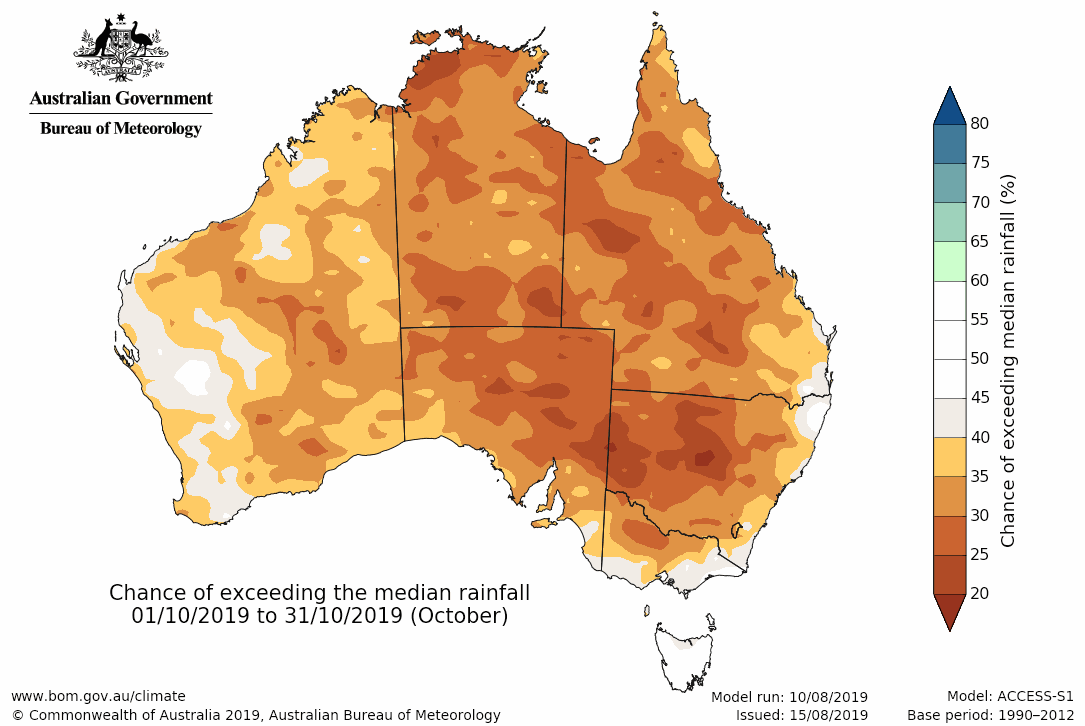 AUSTRALIA
Australian Government
Bureau of Meteorology
80
75
70
65
60
55
50
45
40
35
30
25
20
Chance of exceeding median rainfall (%)
Chance of exceeding the median rainfall
01/10/2019 to 31/10/2019 (October)
www.bom.gov.au/climate
© Commonwealth of Australia 2019, Australian Bureau of Meteorology
Model run: 10/08/2019
Issued: 15/08/2019
Model: ACCESS-S1
Base period: 1990–2012